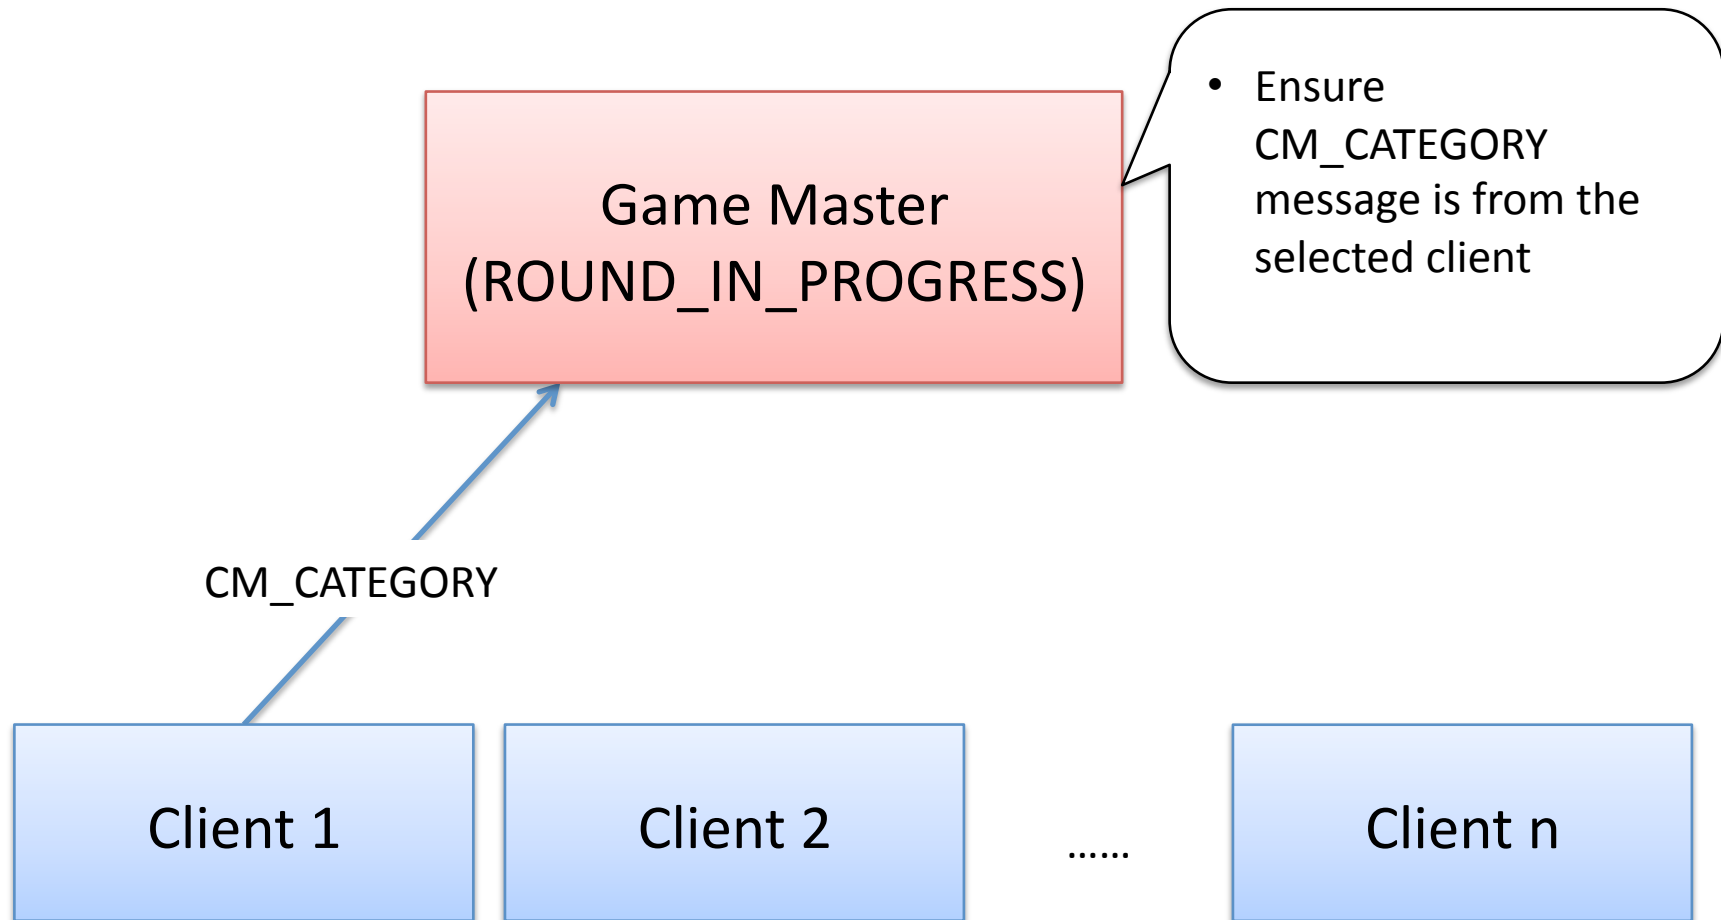 • Ensure
CM_CATEGORY
message is from the
selected client
Game Master
(ROUND_IN_PROGRESS)
CM_CATEGORY
Client 1
Client 2
......
Client n